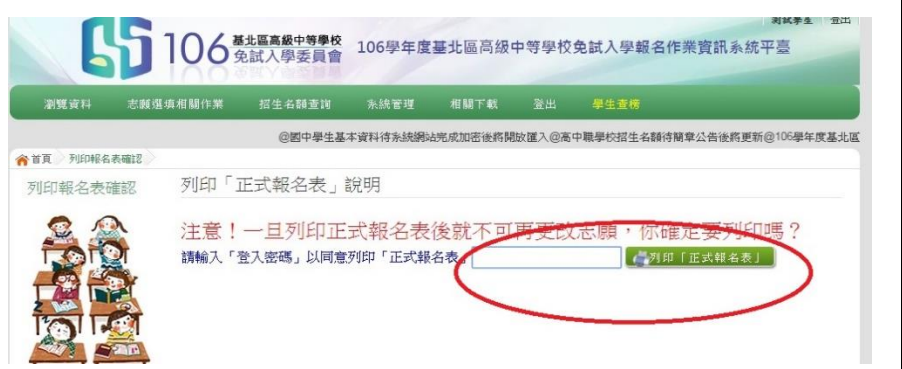 測試學生 登出
106 基北區高級中等學校
免試入學委員會
106學年度基北區高級中等學校免試入學報名作業資訊系統平臺
瀏覽資料 志願選填相關作業 招生名額查詢 系統管理 相關下載 登出 學生查榜
@國中學生基本資料待系統網站完成加密後將開放匯入@高中職學校招生名額待簡章公告後將更新@106學年度基北區
首頁 列印報名表確認
列印報名表確認
列印「正式報名表」說明
注意！一旦列印正式報名表後就不可再更改志願，你確定要列印嗎？
請輸入「登入密碼」以同意列印「正式報名表」
列印「正式報名表」